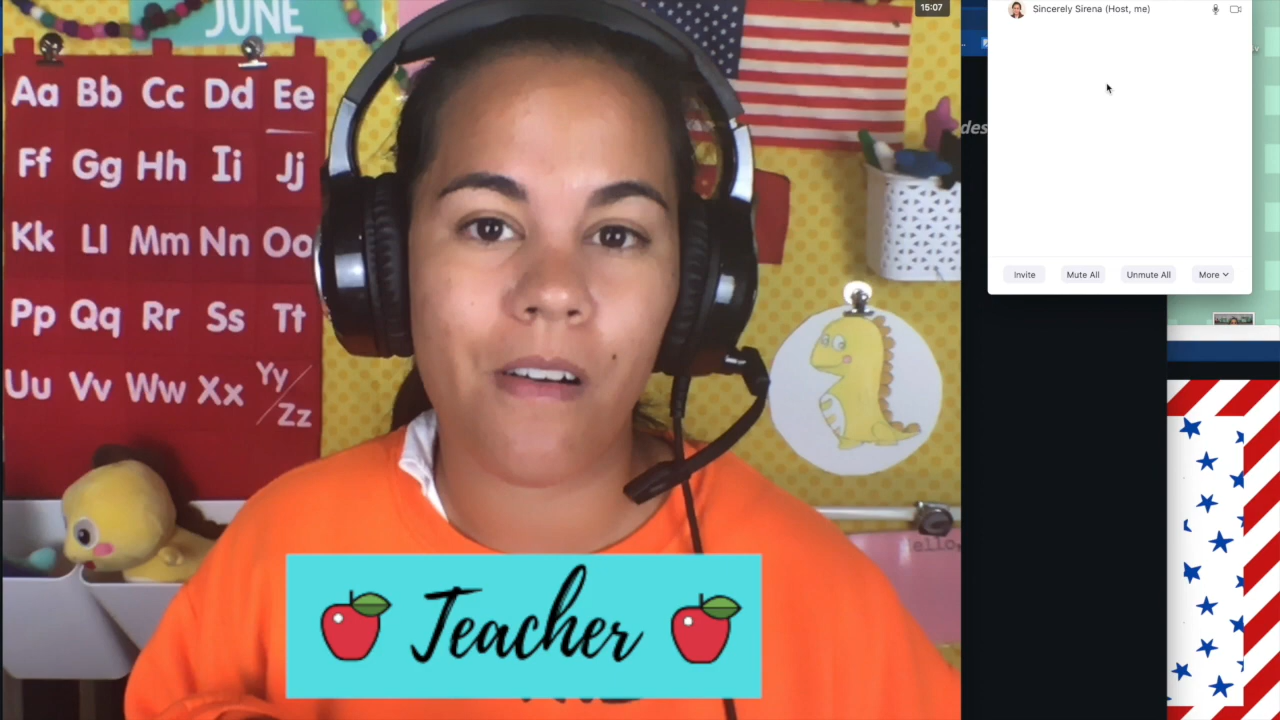 JUNE
15:07
Sincerely Sirena (Host, me)
Aa Bb Cc Dd Ee
Ff Gg Hh Ii Jj
Kk Ll Mm Nn Oo
Pp Qq Rr Ss Tt
Uu Vv Ww Xx Yy/Zz
des
Invite Mute All Unmute All More
ello,
Teacher